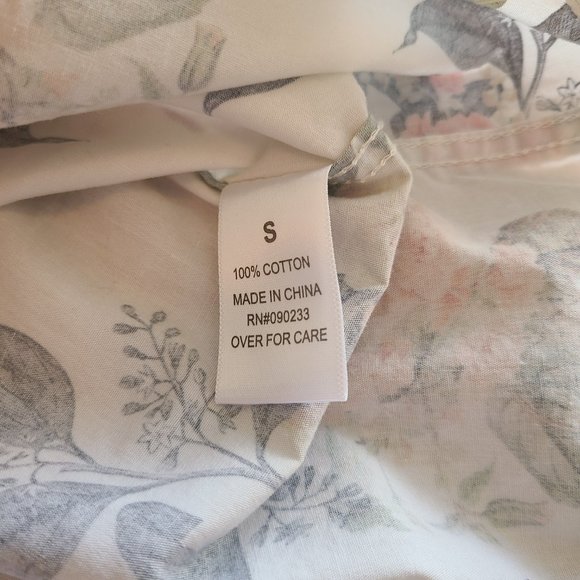 S
100% COTTON
MADE IN CHINA
RN#090233
OVER FOR CARE